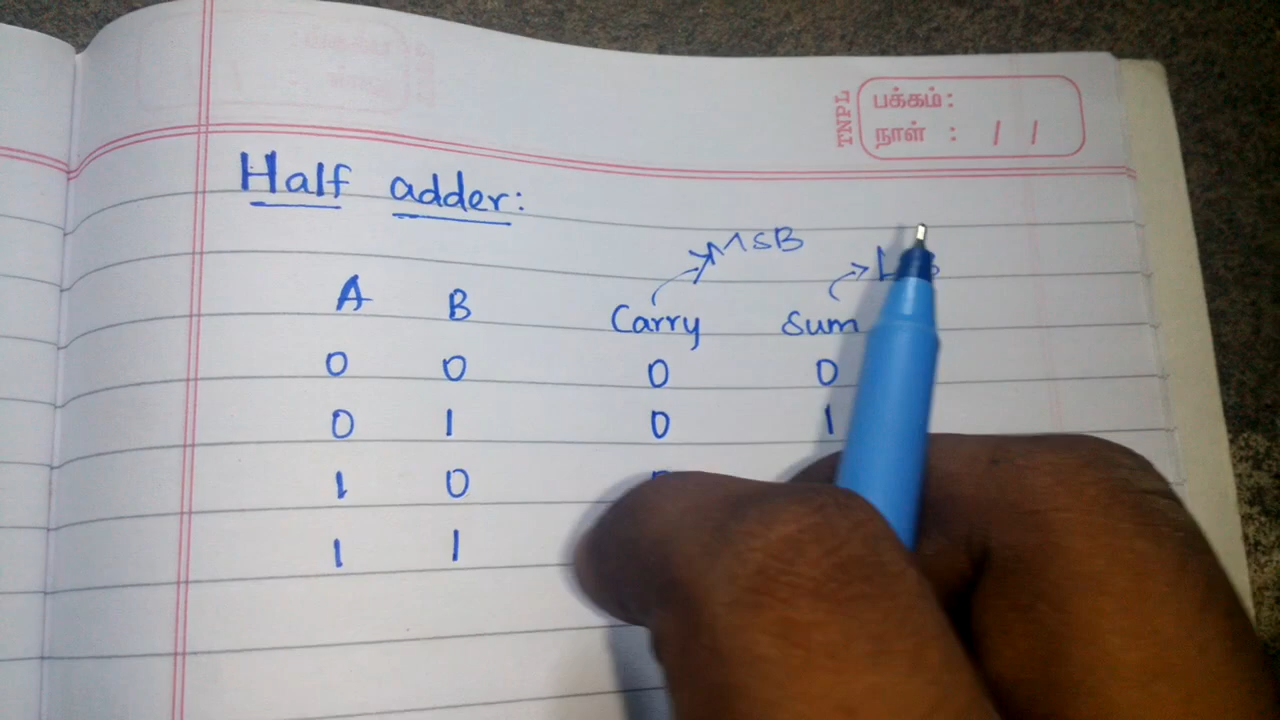 TNPL
பக்கம் :
நாள் : / /
Half adder:
MSB
A B Carry Sum
0 0 0 0
0 1 0 1
1 0
1 1